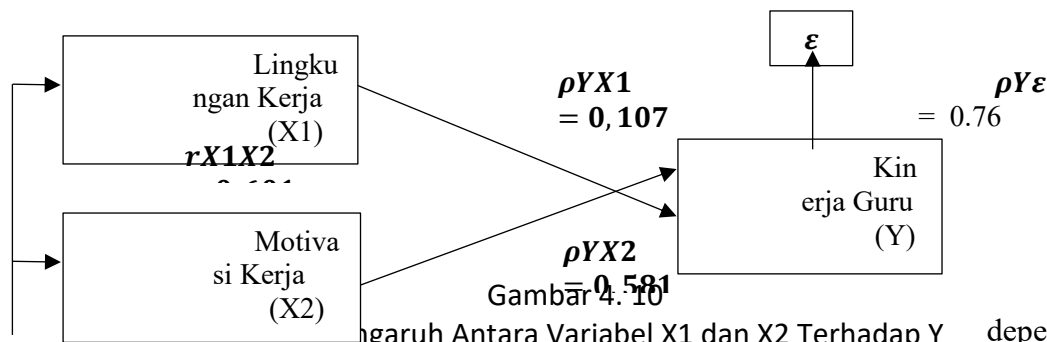 ε
Lingku
ngan Kerja
(X1)
ρYX1
= 0,107
ρYε
= 0.76
rX1X2
Kin
erja Guru
(Y)
Motiva
si Kerja
(X2)
ρYX2
= 0,581
Gambar 4. 10
ngaruh Antara Variabel X1 dan X2 Terhadap Y
depe